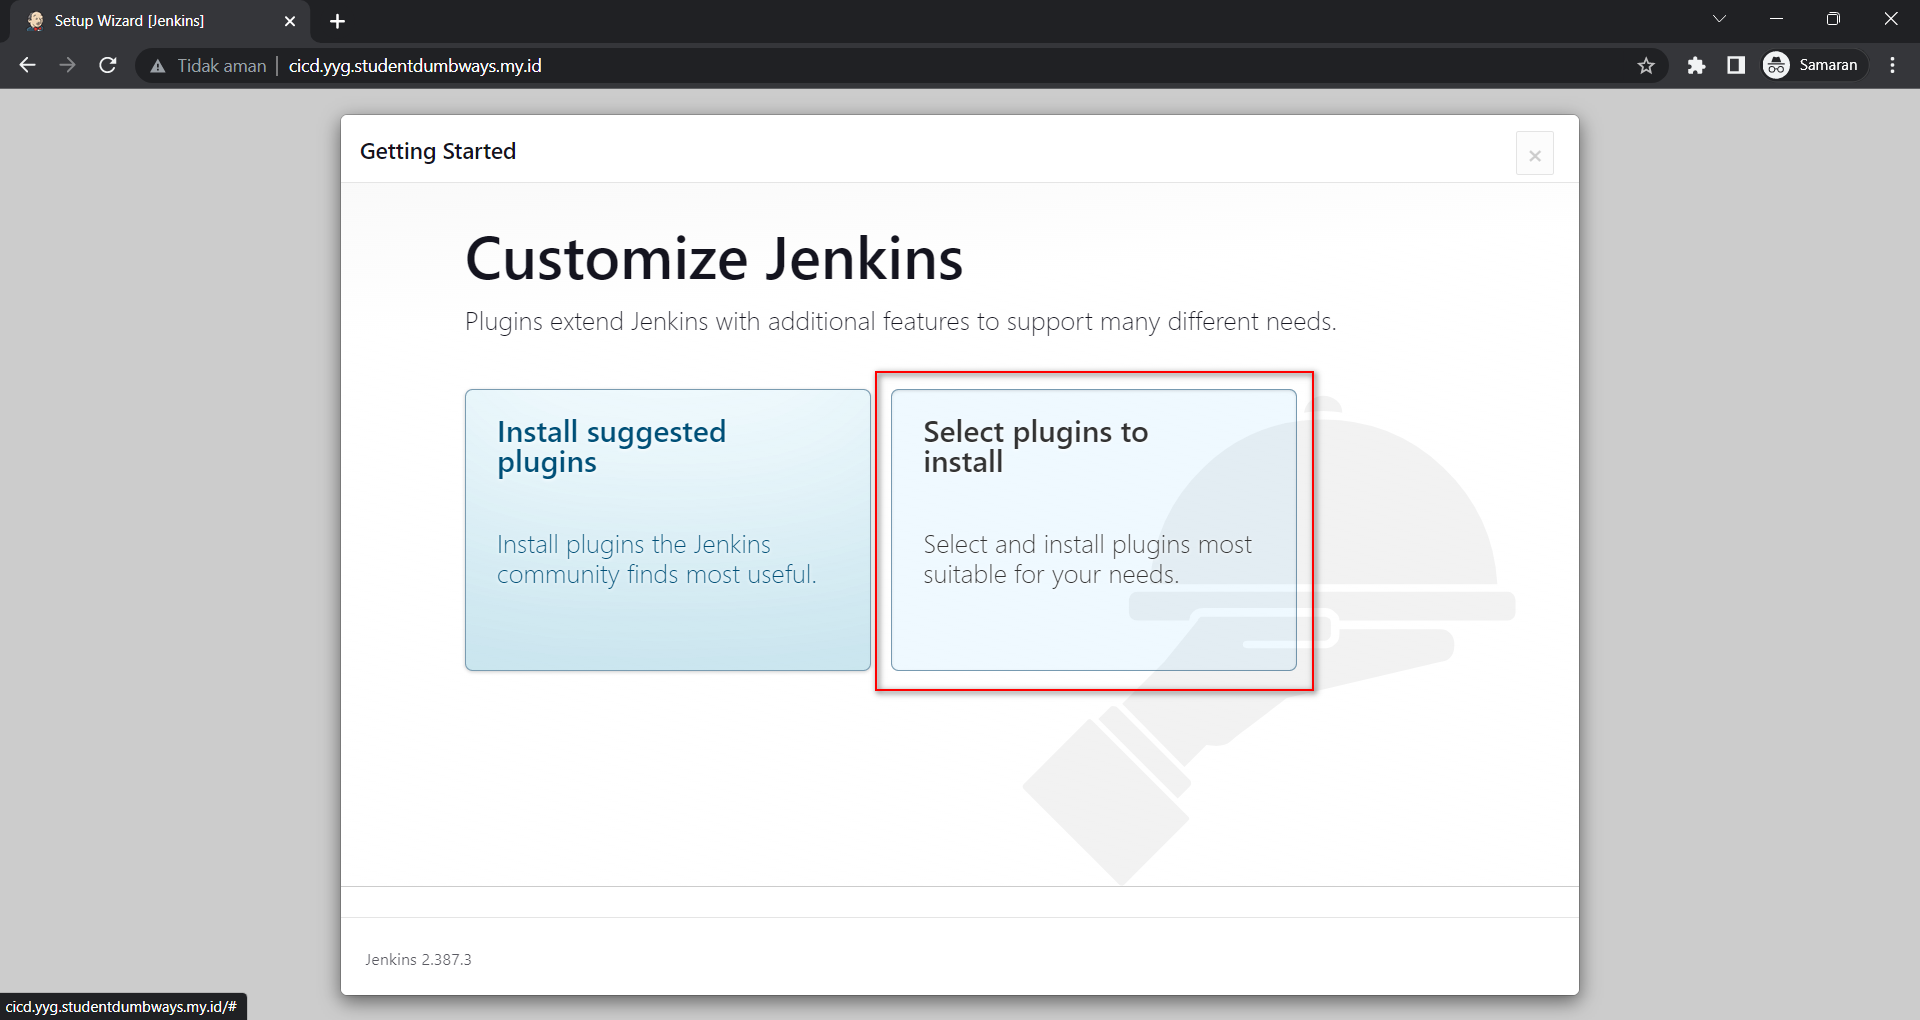 Setup Wizard [Jenkins]
Tidak aman
cicd.yyg.studentdumbways.my.id
Samaran
Getting Started
Customize Jenkins
Plugins extend Jenkins with additional features to support many different needs.
Install suggested
plugins
Install plugins the Jenkins
community finds most useful.
Select plugins to
install
Select and install plugins most
suitable for your needs.
Jenkins 2.387.3
cicd.yyg.studentdumbways.my.id/#